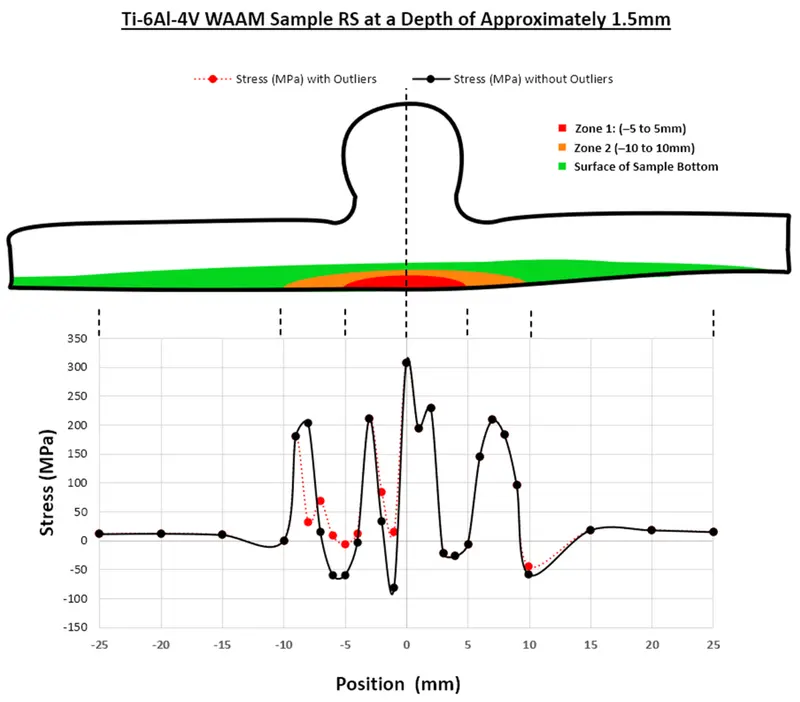 Ti-6Al-4V WAAM Sample RS at a Depth of Approximately 1.5mm
Stress (MPa) with Outliers
Stress (MPa) without Outliers
Zone 1: (–5 to 5mm)
Zone 2 (–10 to 10mm)
Surface of Sample Bottom
350
300
250
200
150
100
50
0
-50
-100
-150
Stress (MPa)
-25
-20
-15
-10
-5
0
5
10
15
20
25
Position (mm)